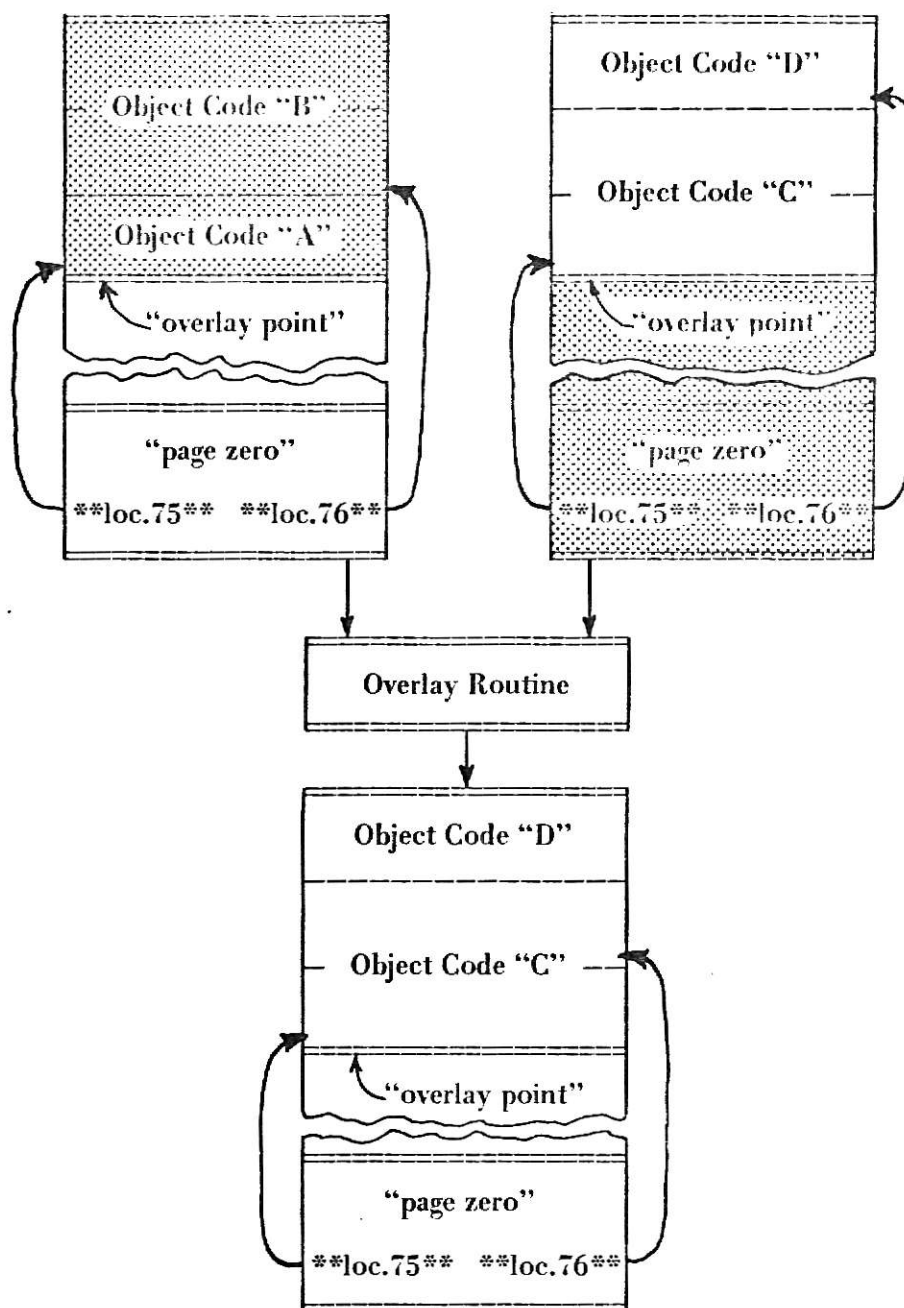 Object Code “B”
Object Code “A”
“overlay point”
“page zero”
**loc.75** **loc.76**
Object Code “D”
Object Code “C”
“overlay point”
“page zero”
**loc.75** **loc.76**
Overlay Routine
Object Code “D”
Object Code “C”
“overlay point”
“page zero”
**loc.75** **loc.76**